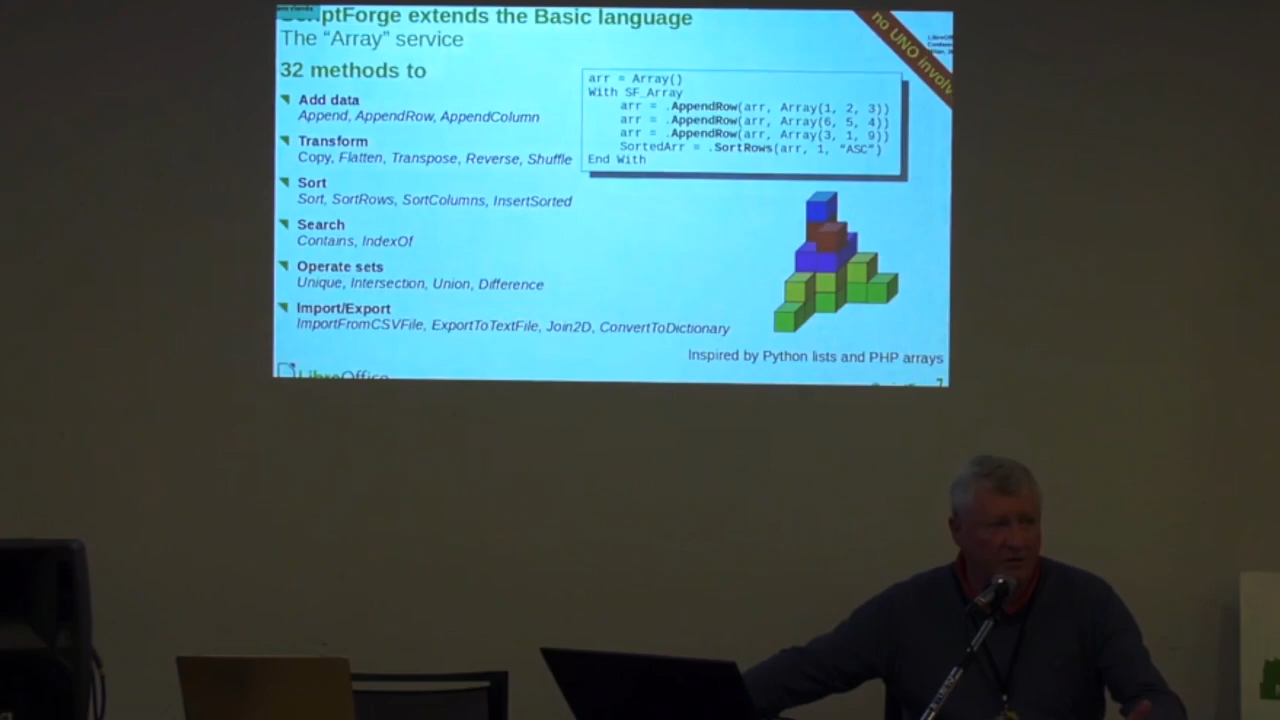 ScriptForge extends the Basic language
The “Array” service
no UNO involv
32 methods to
Add data
Append, AppendRow, AppendColumn
Transform
Copy, Flatten, Transpose, Reverse, Shuffle
Sort
Sort, SortRows, SortColumns, InsertSorted
Search
Contains, IndexOf
Operate sets
Unique, Intersection, Union, Difference
Import/Export
ImportFromCSVFile, ExportToTextFile, Join2D, ConvertToDictionary
arr = Array()
With SF_Array
arr = .AppendRow(arr, Array(1, 2, 3))
arr = .AppendRow(arr, Array(6, 5, 4))
arr = .AppendRow(arr, Array(3, 1, 9))
SortedArr = .SortRows(arr, 1, “ASC”)
End With
Inspired by Python lists and PHP arrays
LibreOffice
7